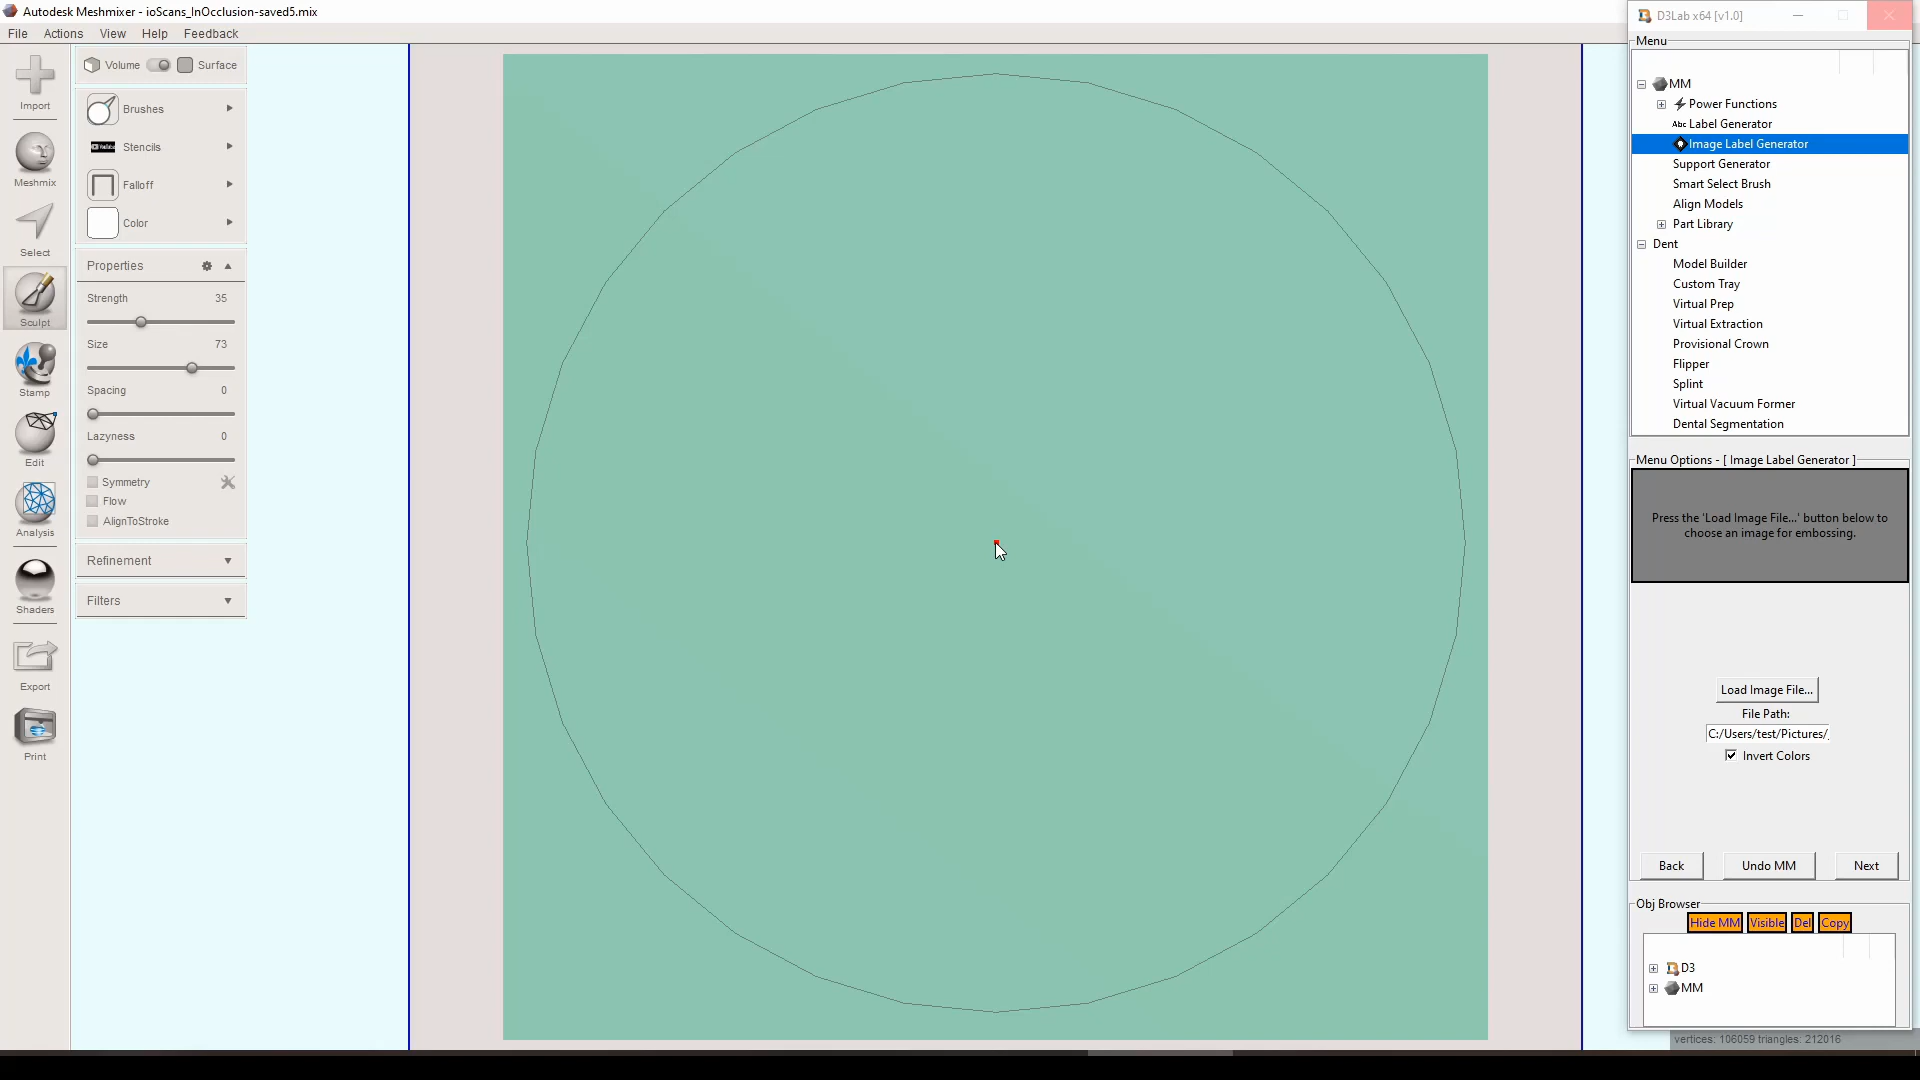 Autodesk Meshmixer - ioScans_InOcclusion-saved5.mix
File Actions View Help Feedback
Import
Meshmix
Select
Sculpt
Stamp
Edit
Analysis
Shaders
Export
Print
Volume Surface
Brushes
YouTube Stencils
Falloff
Color
Properties
Strength 35
Size 73
Spacing 0
Lazyness 0
Symmetry
Flow
AlignToStroke
Refinement
Filters
D3Lab x64 [v1.0]
Menu
MM
Power Functions
Abc Label Generator
Image Label Generator
Support Generator
Smart Select Brush
Align Models
Part Library
Dent
Model Builder
Custom Tray
Virtual Prep
Virtual Extraction
Provisional Crown
Flipper
Splint
Virtual Vacuum Former
Dental Segmentation
Menu Options - [ Image Label Generator ]
Press the 'Load Image File...' button below to
choose an image for embossing.
Load Image File...
File Path:
C:/Users/test/Pictures/
Invert Colors
Back Undo MM Next
Obj Browser
Hide MM Visible Del Copy
D3
MM
vertices: 106059 triangles: 212016